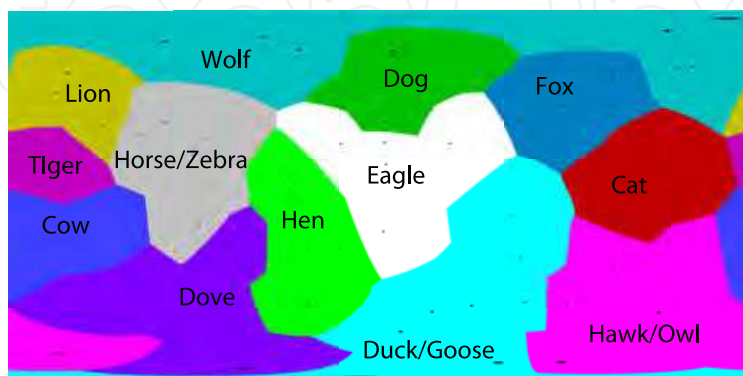 Wolf
Dog
Fox
Lion
Horse/Zebra
TIger
Eagle
Cat
Cow
Hen
Dove
Duck/Goose
Hawk/Owl